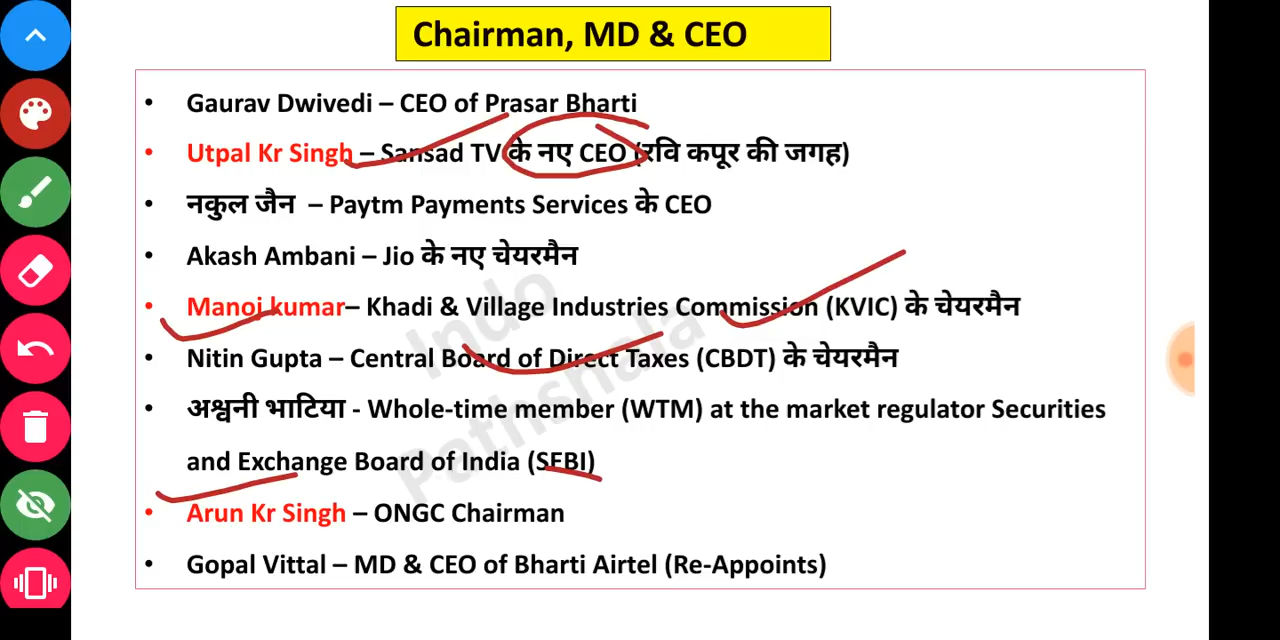 Chairman, MD & CEO
• Gaurav Dwivedi – CEO of Prasar Bharti
• Utpal Kr Singh – Sansad TV के नए CEO (रवि कपूर की जगह)
• नकुल जैन – Paytm Payments Services के CEO
• Akash Ambani – Jio के नए चेयरमैन
• Manoj kumar– Khadi & Village Industries Commission (KVIC) के चेयरमैन
• Nitin Gupta – Central Board of Direct Taxes (CBDT) के चेयरमैन
• अश्वनी भाटिया - Whole-time member (WTM) at the market regulator Securities
and Exchange Board of India (SEBI)
• Arun Kr Singh – ONGC Chairman
• Gopal Vittal – MD & CEO of Bharti Airtel (Re-Appoints)
Indo
Pathshala